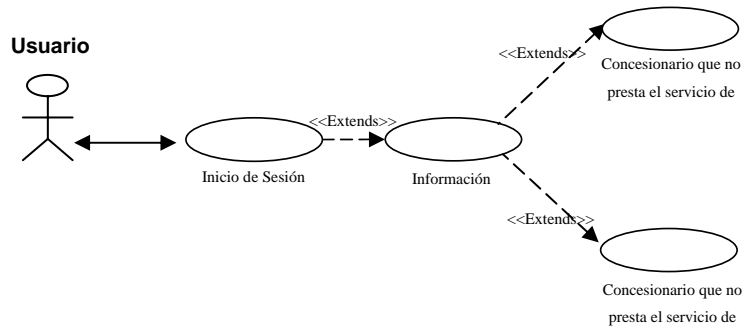 Usuario
<<Extends>>
Concesionario que no
presta el servicio de
<<Extends>>
Inicio de Sesión
Información
<<Extends>>
Concesionario que no
presta el servicio de